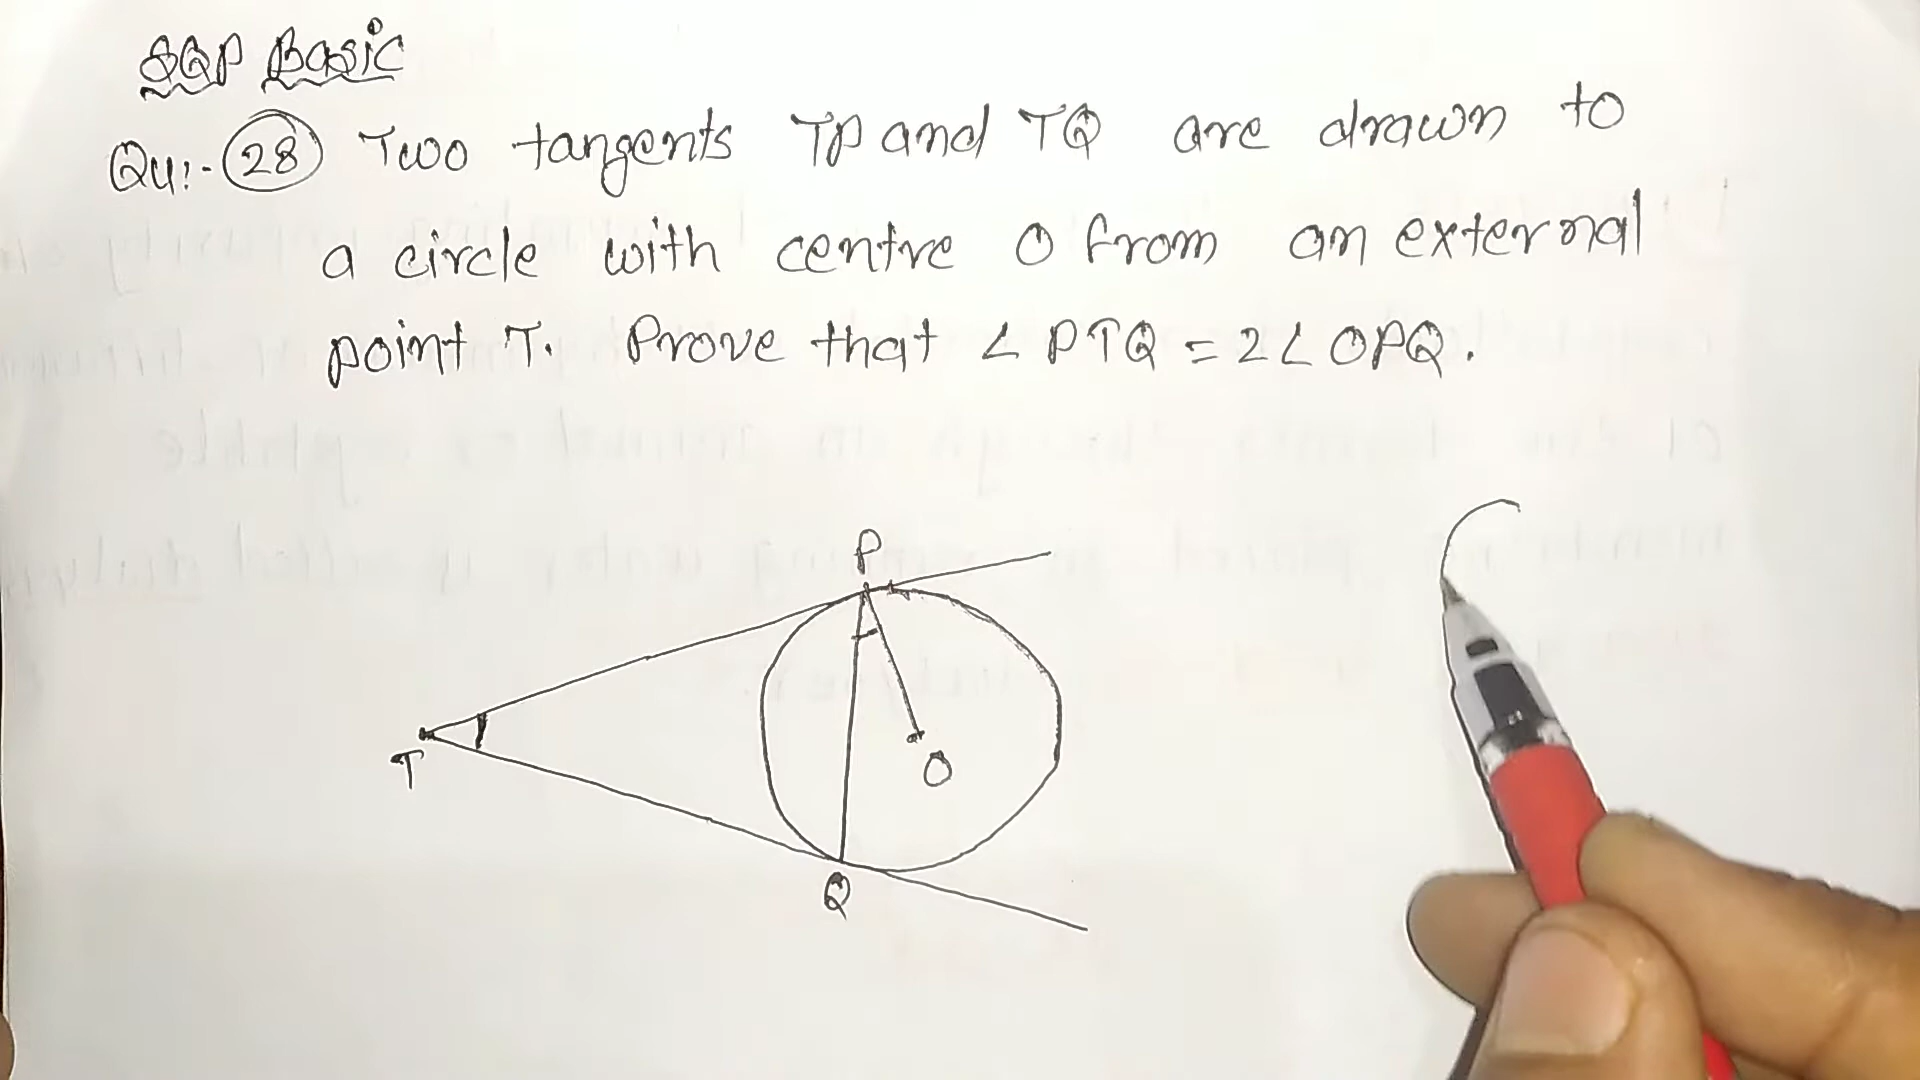 SQP Basic
Qu:- 28 Two tangents TP and TQ are drawn to
a circle with centre O from an external
point T. Prove that ∠PTQ = 2∠OPQ.
P
T
O
Q